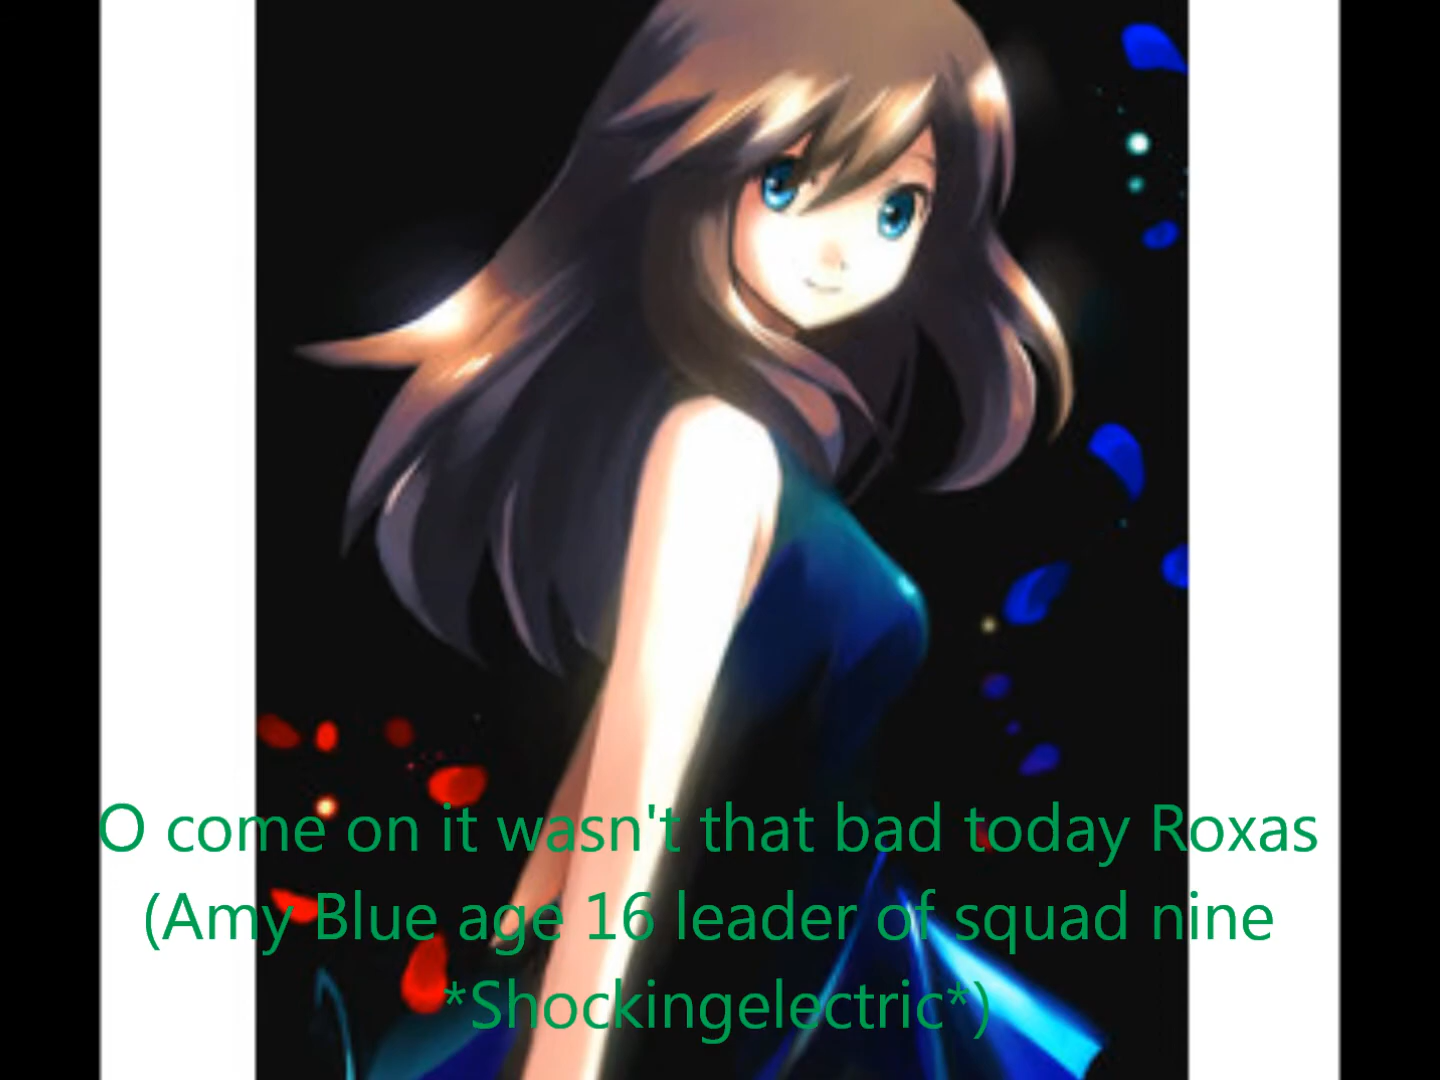 O come on it wasn't that bad today Roxas
(Amy Blue age 16 leader of squad nine
*Shockingelectric*)